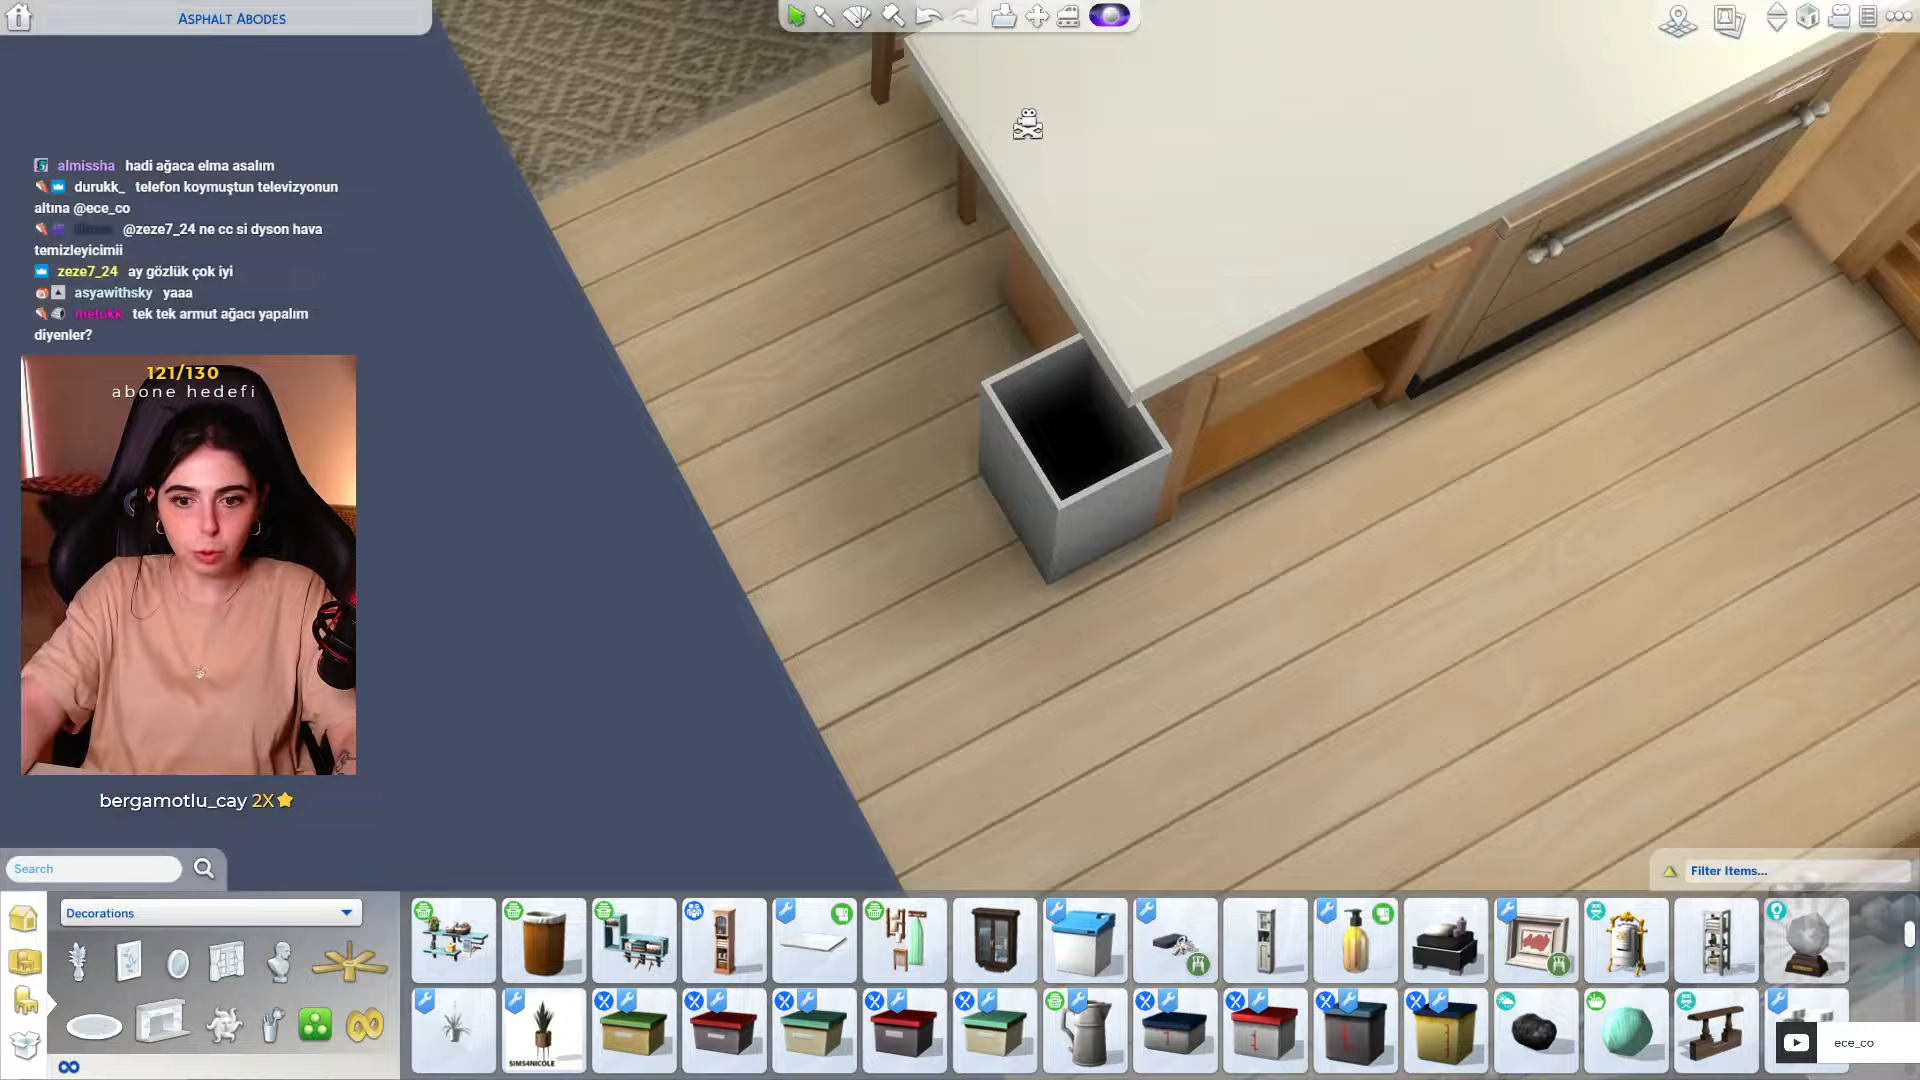 ASPHALT ABODES
almissha hadi ağaca elma asalım
durukk_ telefon koymuştun televizyonun
altına @ece_co
@zeze7_24 ne cc si dyson hava
temizleyicimii
zeze7_24 ay gözlük çok iyi
asyawithsky yaaa
metokk tek tek armut ağacı yapalım
diyenler?
121/130
abone hedefi
bergamotlu_cay 2X
Search
Filter Items...
Decorations
SIMS4NICOLE
ece_co